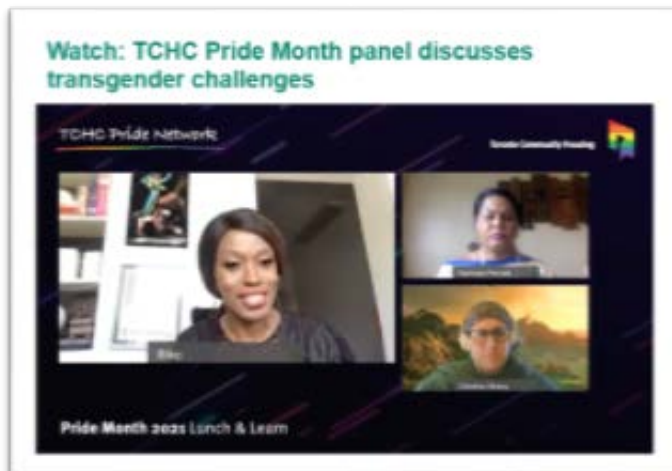 Watch: TCHC Pride Month panel discusses
transgender challenges
TCHC Pride Network
Toronto Community Housing
Pride Month 2021 Lunch & Learn